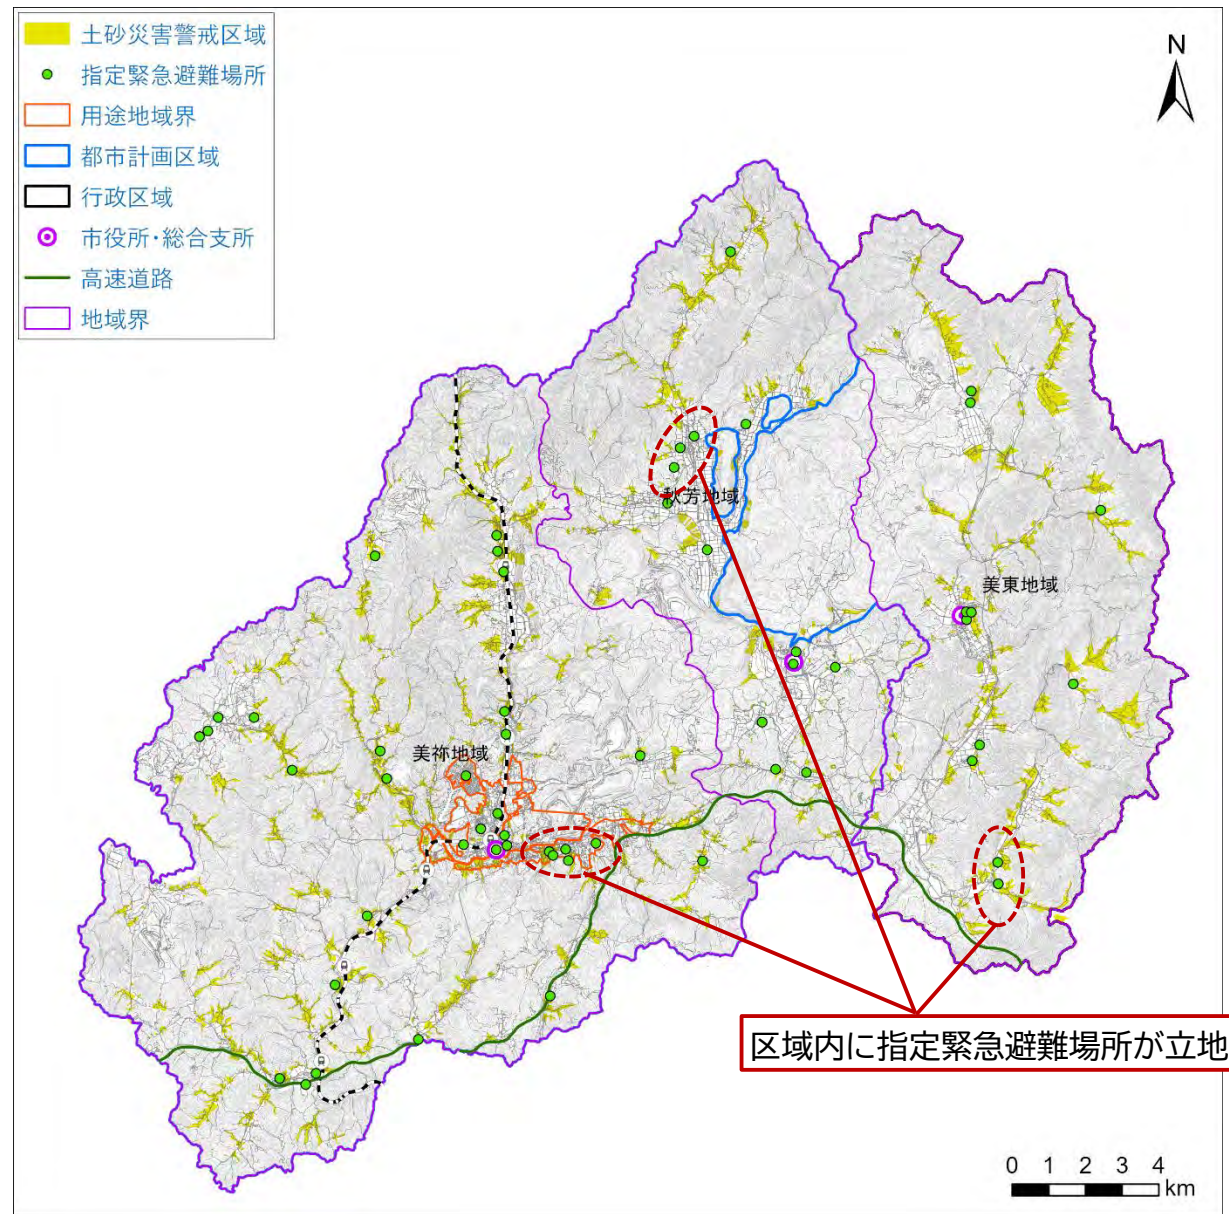 土砂災害警戒区域
指定緊急避難場所
用途地域界
都市計画区域
行政区域
市役所・総合支所
高速道路
地域界
N
秋芳地域
美東地域
美祢地域
区域内に指定緊急避難場所が立地
0 1 2 3 4
km